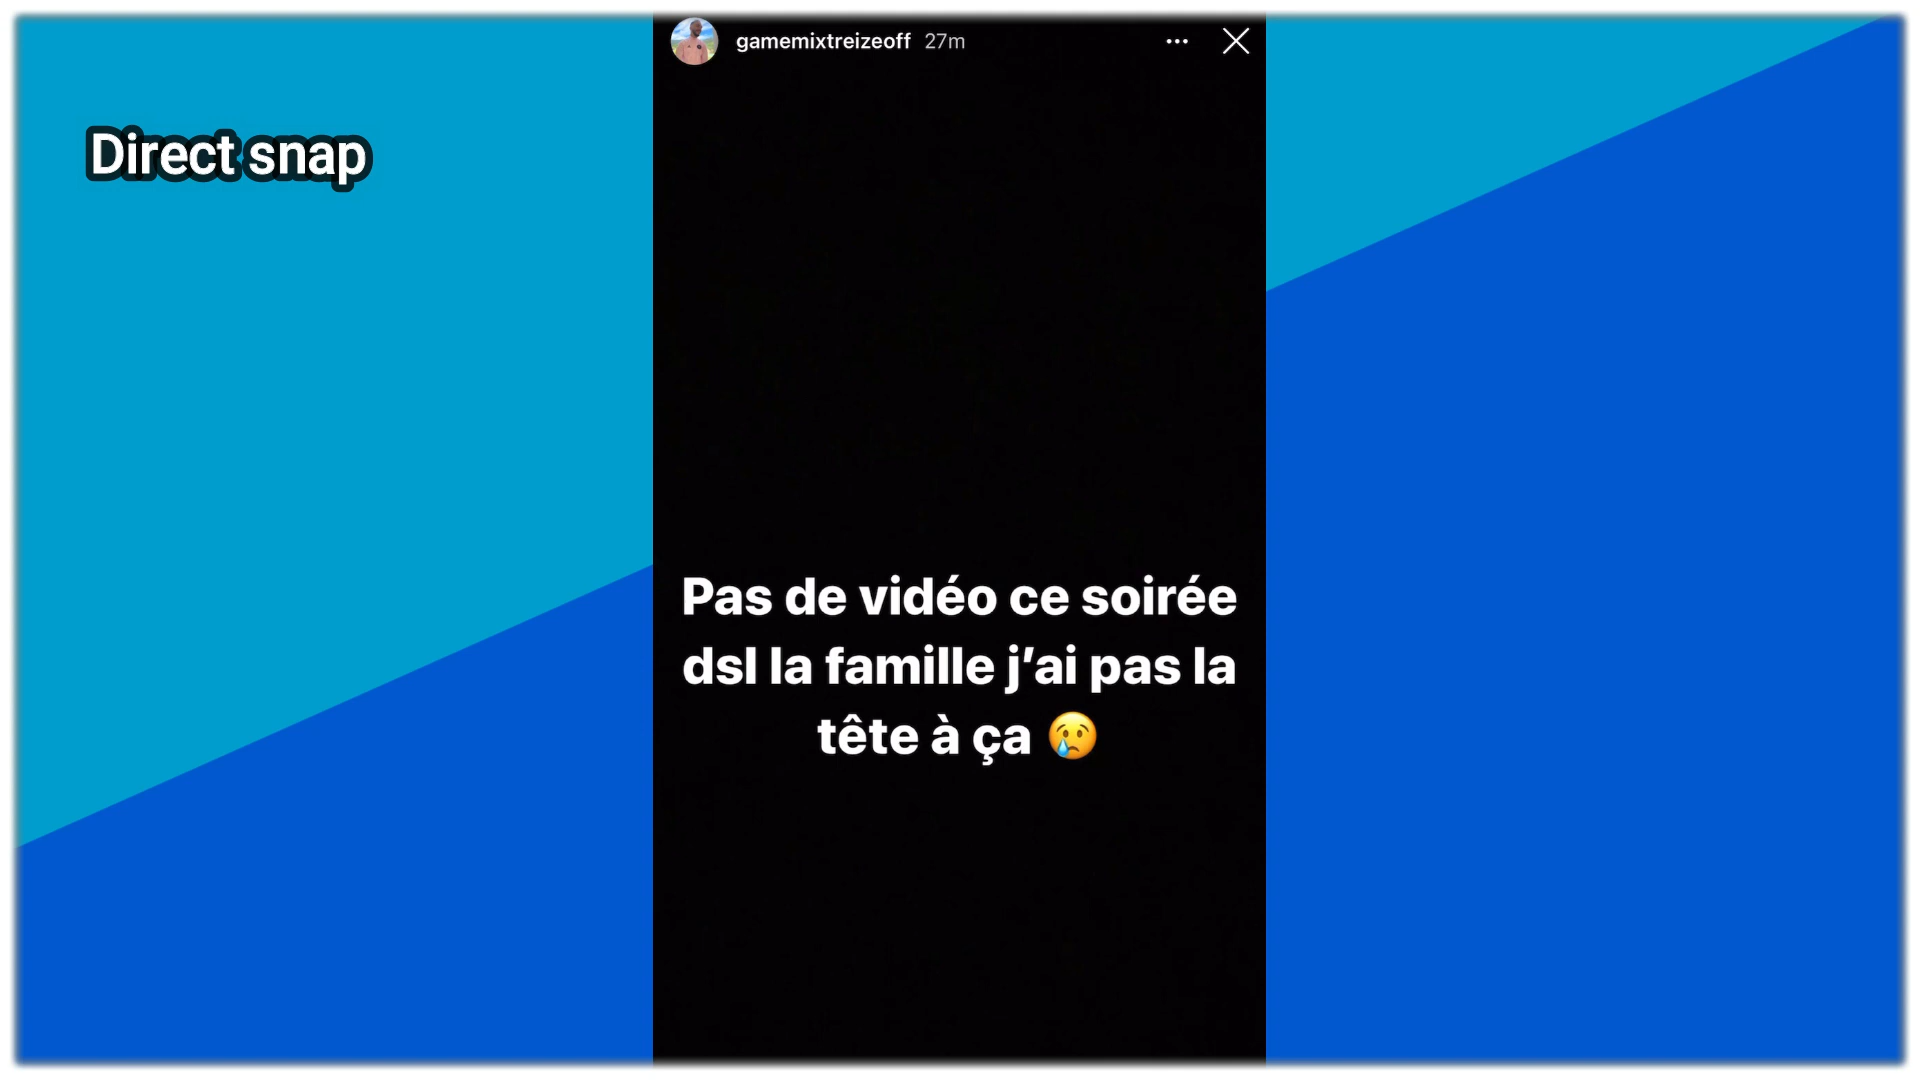 gamemixtreizeoff 27m
Direct snap
Pas de vidéo ce soirée
dsl la famille j’ai pas la
tête à ça 😢